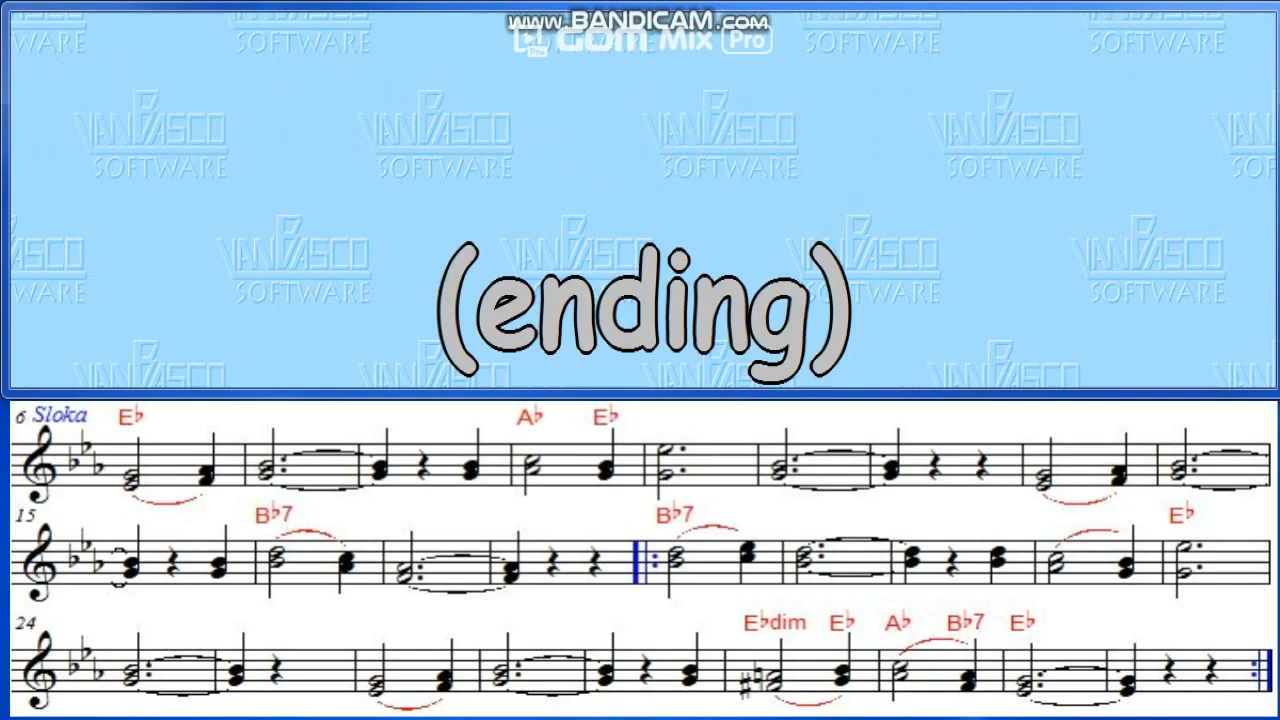 www.BANDICAM.com
GOM Mix Pro
VANBASCO SOFTWARE
(ending)
6 Sloka E♭ A♭ E♭
15 B♭7 B♭7 E♭
24 E♭dim E♭ A♭ B♭7 E♭